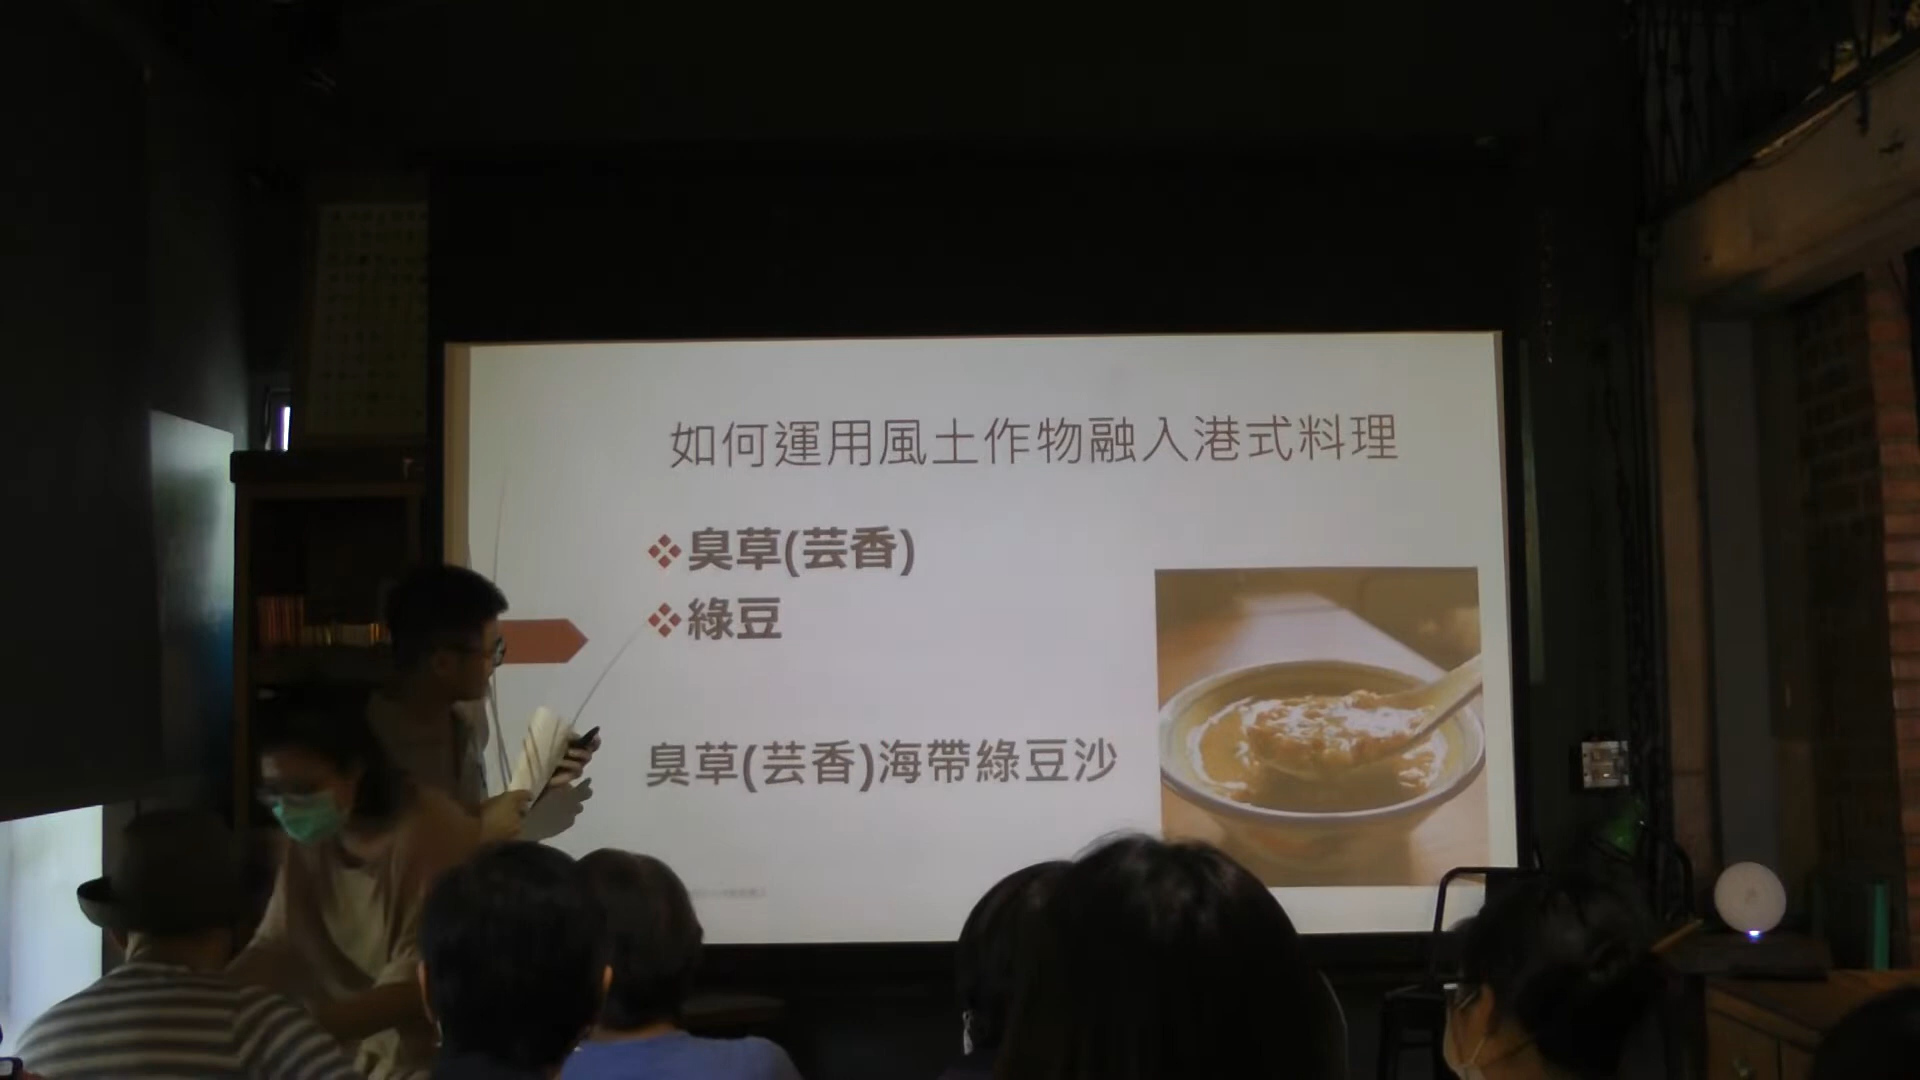 如何運用風土作物融入港式料理
❖臭草(芸香)
❖綠豆
臭草(芸香)海帶綠豆沙